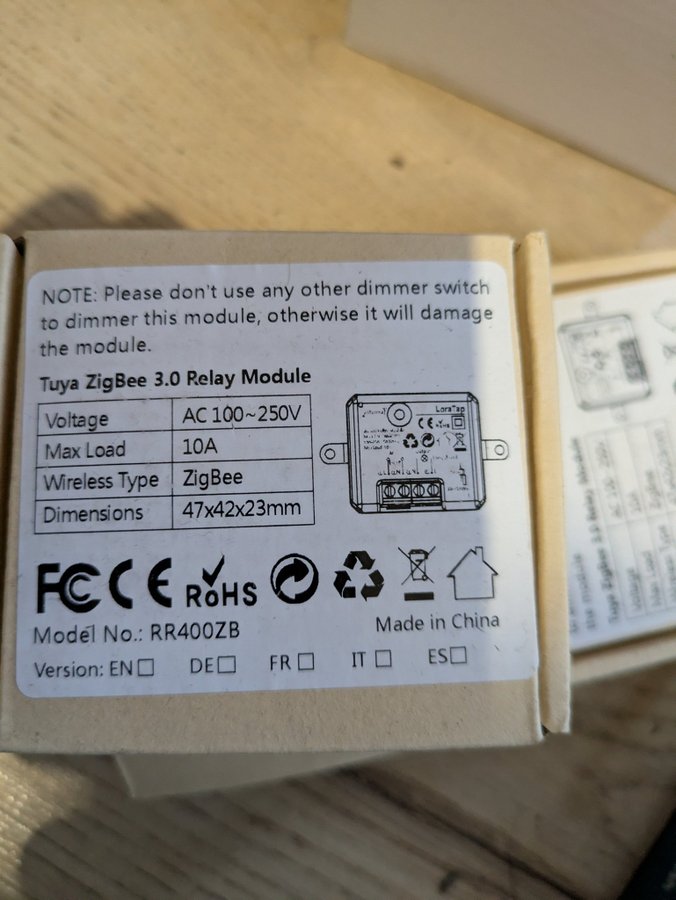 NOTE: Please don't use any other dimmer switch
to dimmer this module, otherwise it will damage
the module.
Tuya ZigBee 3.0 Relay Module
Voltage AC 100~250V
Max Load 10A
Wireless Type ZigBee
Dimensions 47x42x23mm
LoraTap
FC CE RoHS
Model No.: RR400ZB Made in China
Version: EN DE FR IT ES